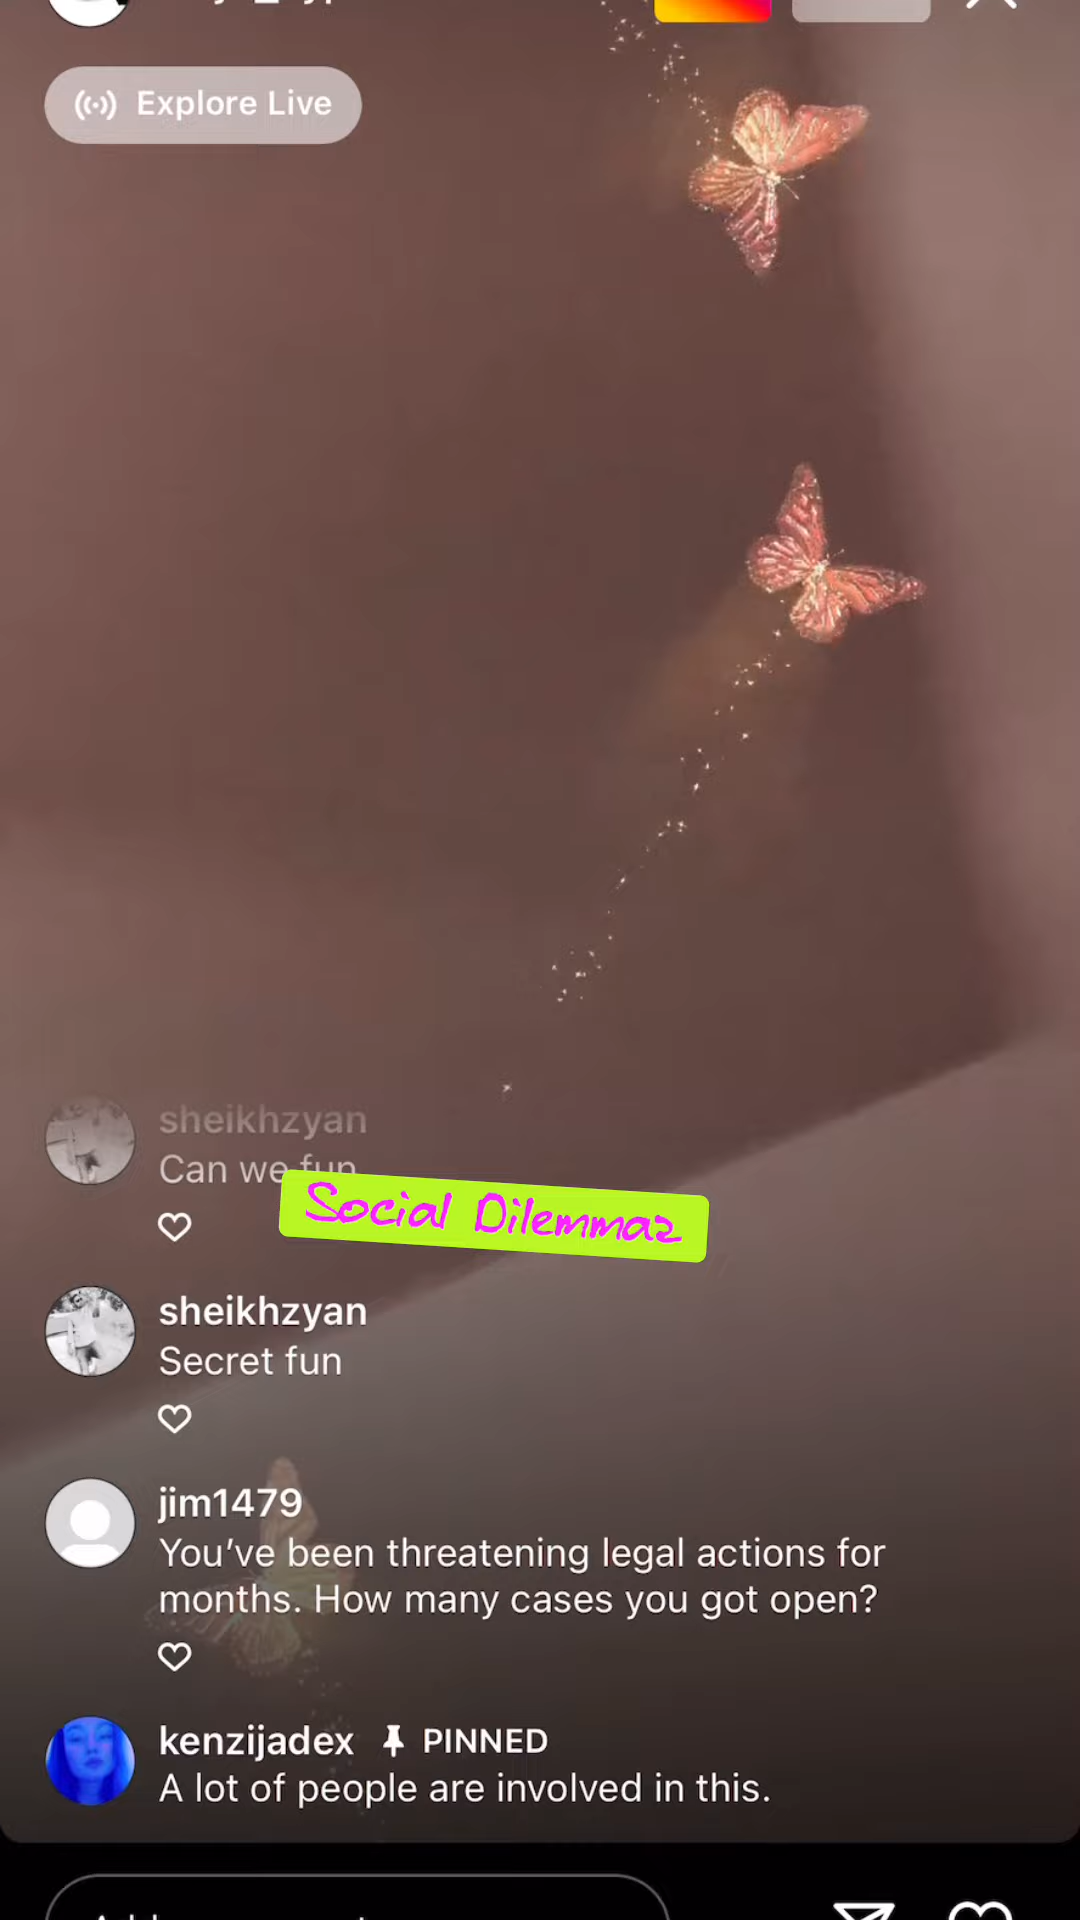 Explore Live
sheikhzyan
Can we fun
Social Dilemmaz
sheikhzyan
Secret fun
jim1479
You've been threatening legal actions for
months. How many cases you got open?
kenzijadex PINNED
A lot of people are involved in this.